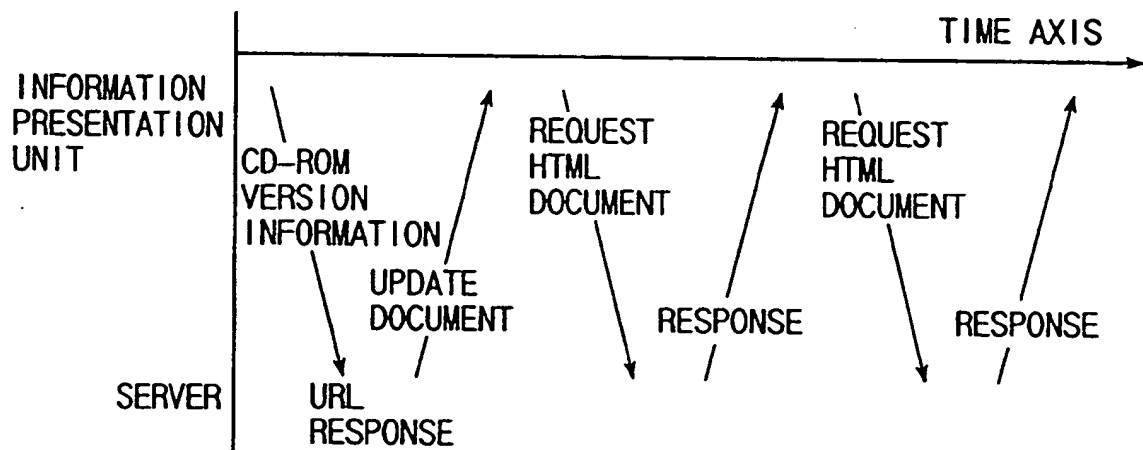 TIME AXIS
INFORMATION
PRESENTATION
UNIT
CD-ROM
VERSION
INFORMATION
UPDATE
DOCUMENT
REQUEST
HTML
DOCUMENT
RESPONSE
REQUEST
HTML
DOCUMENT
RESPONSE
SERVER
URL
RESPONSE